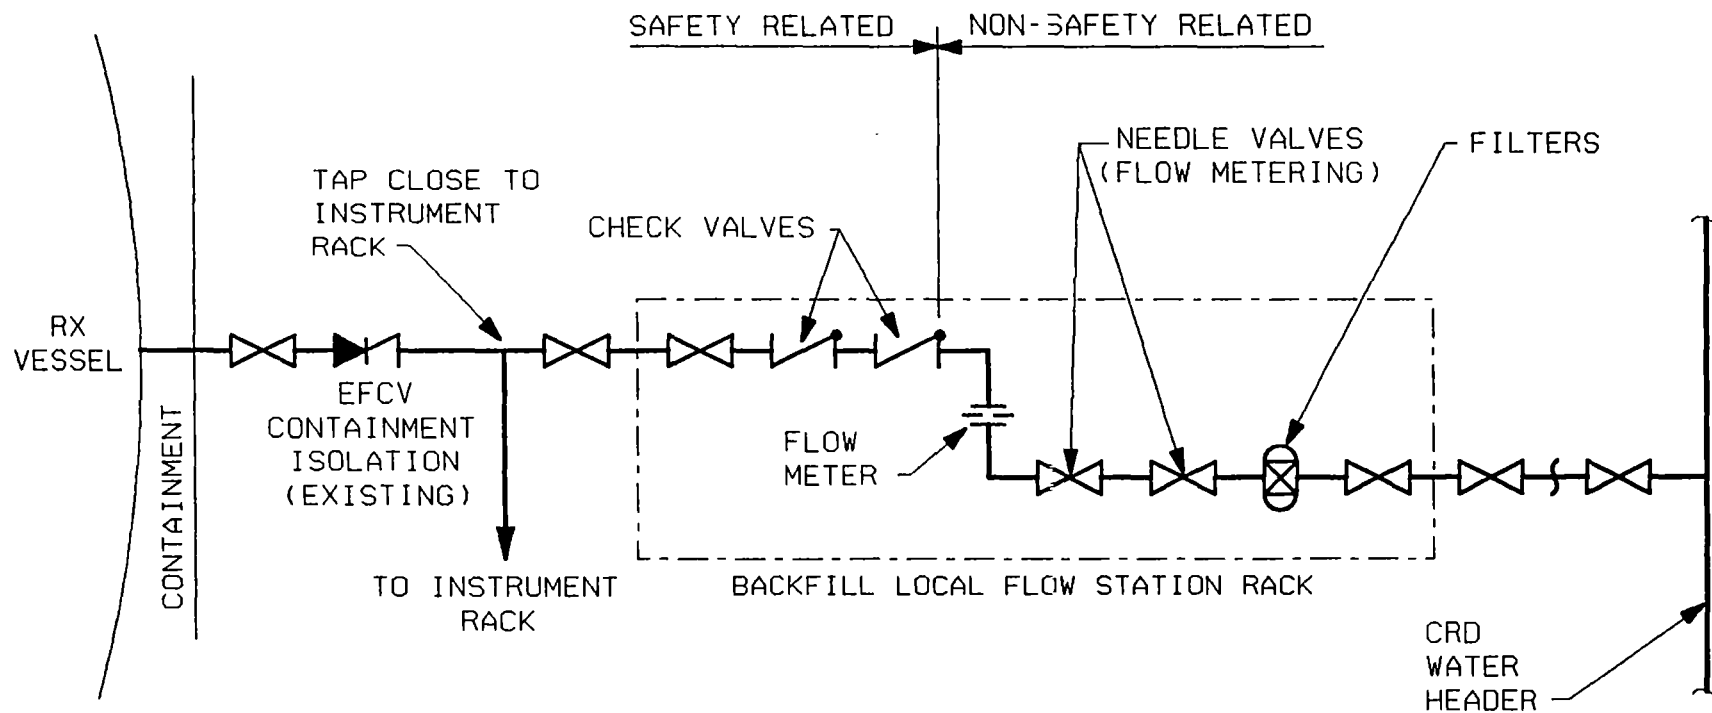 SAFETY RELATED
NON-SAFETY RELATED
NEEDLE VALVES
(FLOW METERING)
FILTERS
TAP CLOSE TO
INSTRUMENT
RACK
CHECK VALVES
RX
VESSEL
EFCV
CONTAINMENT
ISOLATION
(EXISTING)
CONTAINMENT
FLOW
METER
TO INSTRUMENT
RACK
BACKFILL LOCAL FLOW STATION RACK
CRD
WATER
HEADER